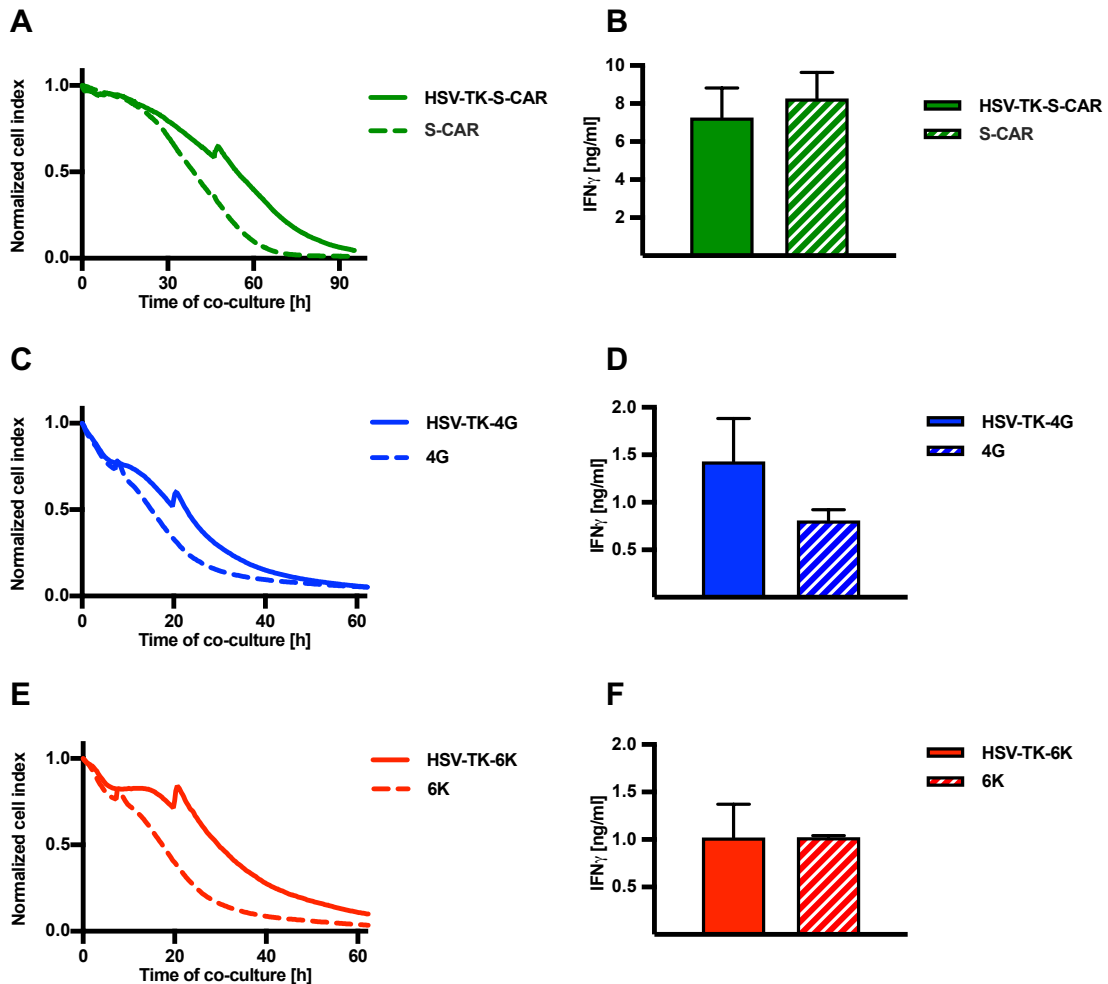 A
Normalized cell index
1.0
0.5
0.0
0 30 60 90
Time of co-culture [h]
HSV-TK-S-CAR
S-CAR
B
IFNγ [ng/ml]
10
8
6
4
2
HSV-TK-S-CAR
S-CAR
C
Normalized cell index
1.0
0.5
0.0
0 20 40 60
Time of co-culture [h]
HSV-TK-4G
4G
D
IFNγ [ng/ml]
2.0
1.5
1.0
0.5
HSV-TK-4G
4G
E
Normalized cell index
1.0
0.5
0.0
0 20 40 60
Time of co-culture [h]
HSV-TK-6K
6K
F
IFNγ [ng/ml]
2.0
1.5
1.0
0.5
HSV-TK-6K
6K